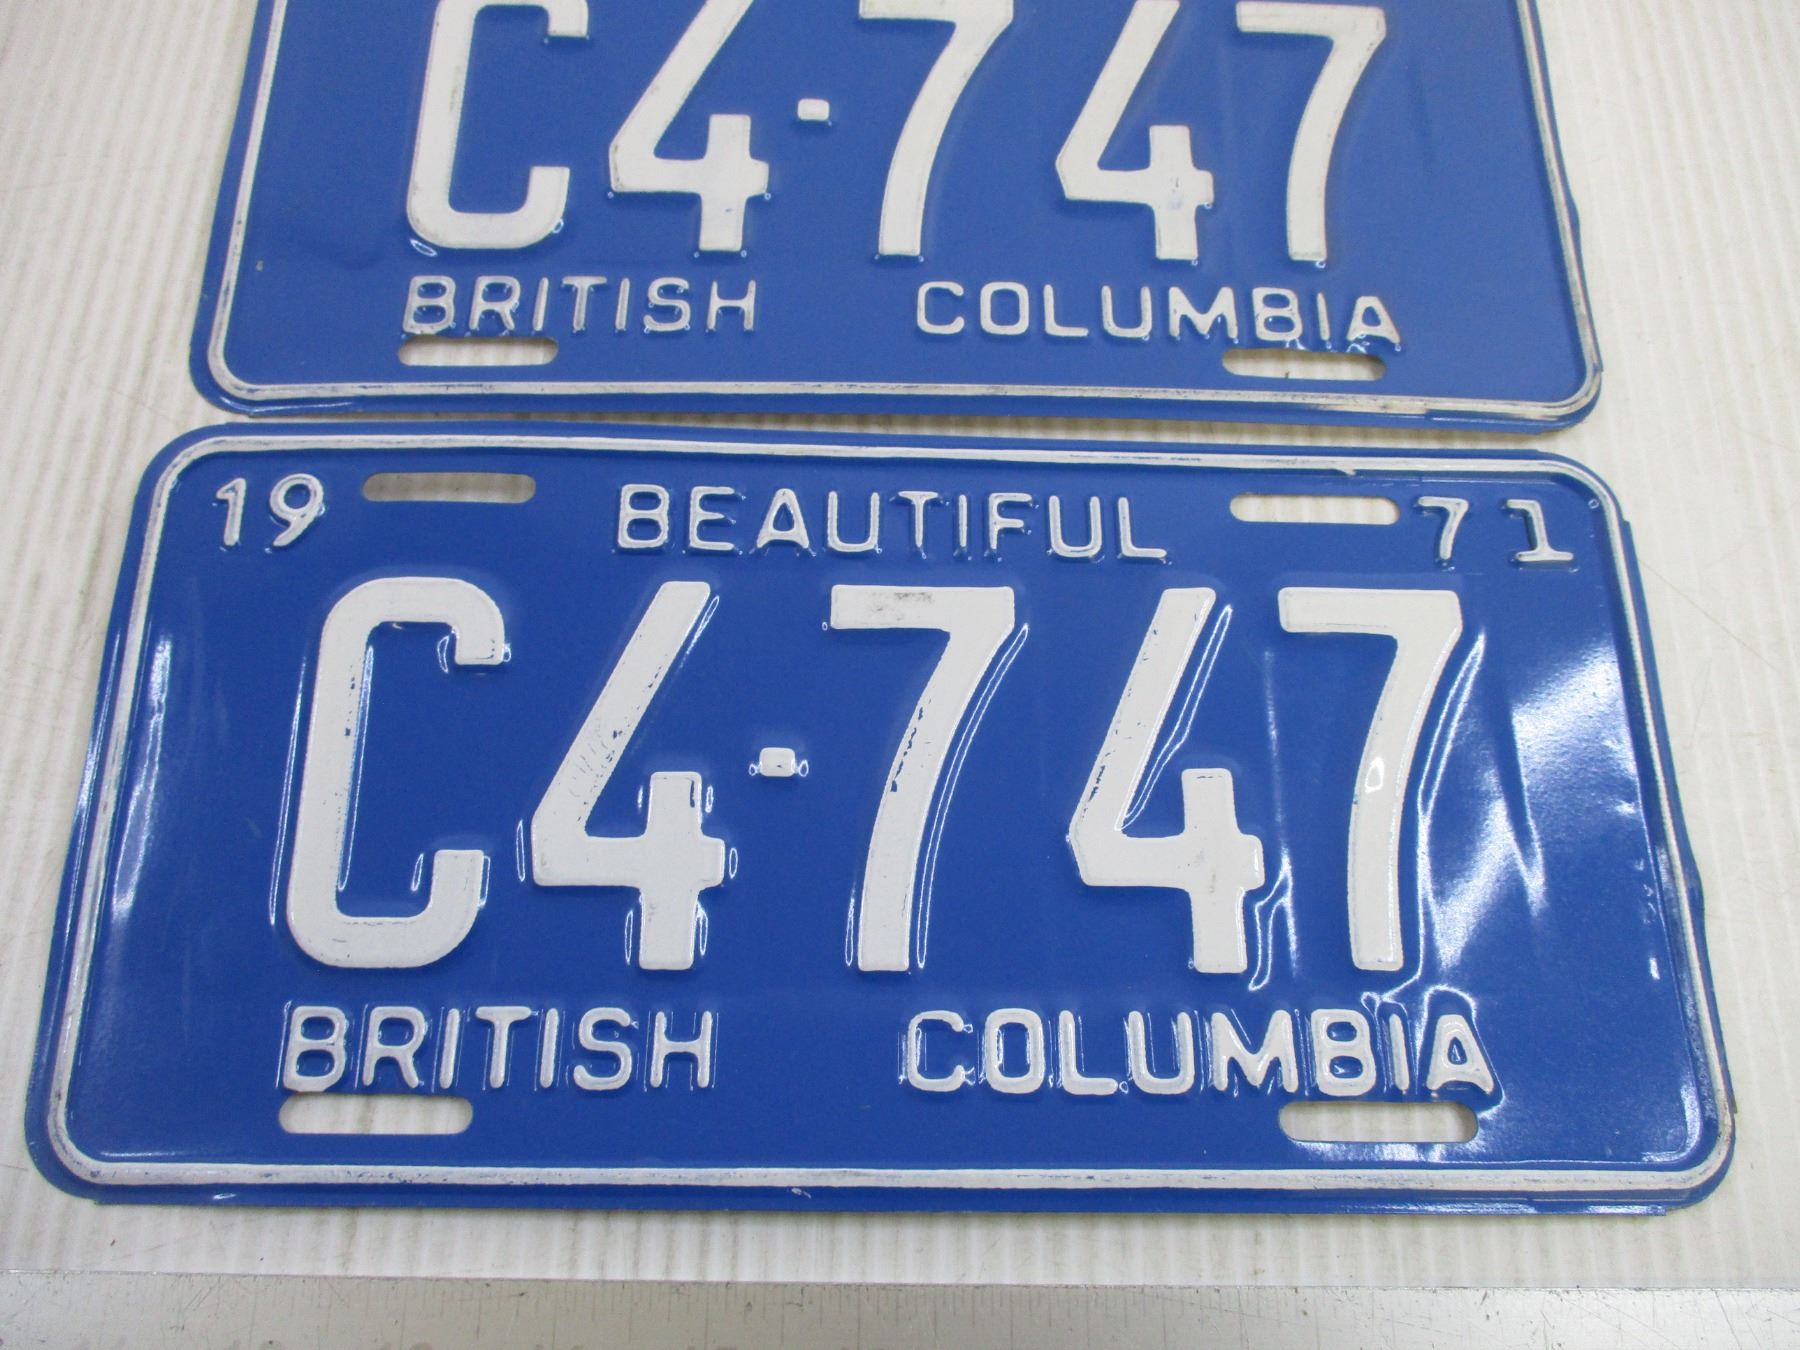 C4-747
BRITISH COLUMBIA
19 BEAUTIFUL 71
C4-747
BRITISH COLUMBIA